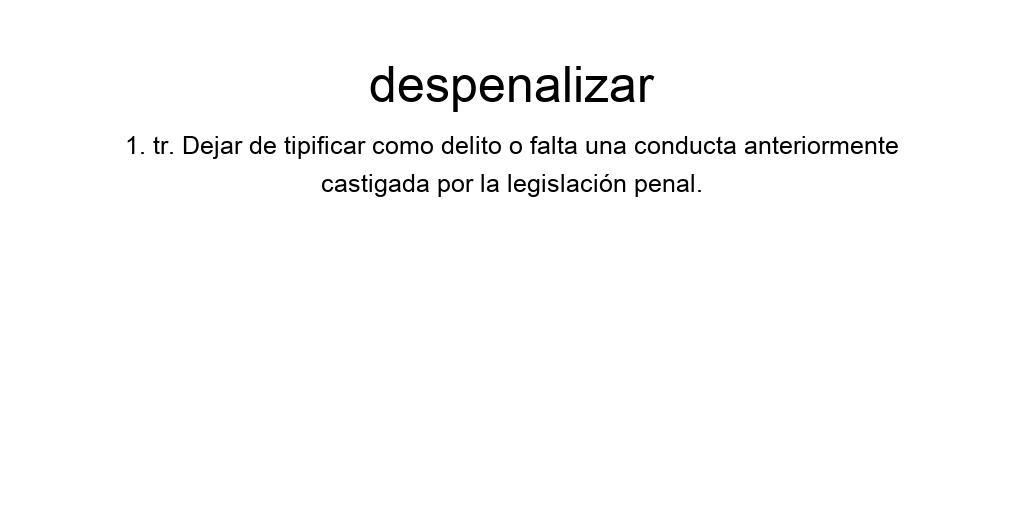 despenalizar
1. tr. Dejar de tipificar como delito o falta una conducta anteriormente
castigada por la legislación penal.